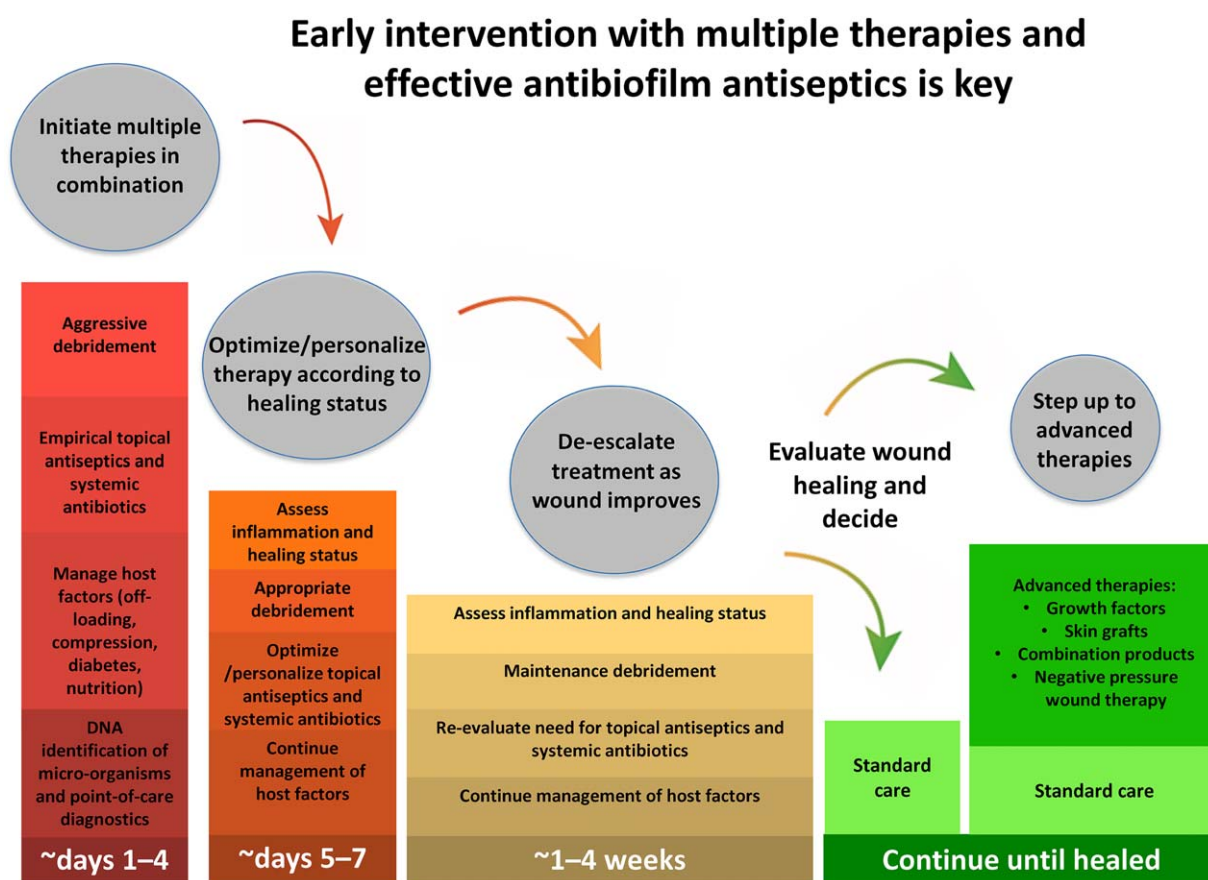 Early intervention with multiple therapies and
effective antibiofilm antiseptics is key
Initiate multiple
therapies in
combination
Aggressive
debridement
Empirical topical
antiseptics and
systemic
antibiotics
Manage host
factors (off-
loading,
compression,
diabetes,
nutrition)
DNA
identification of
micro-organisms
and point-of-care
diagnostics
~days 1–4
Optimize/personalize
therapy according to
healing status
Assess
inflammation and
healing status
Appropriate
debridement
Optimize
/personalize topical
antiseptics and
systemic antibiotics
Continue
management of
host factors
~days 5–7
De-escalate
treatment as
wound improves
Assess inflammation and healing status
Maintenance debridement
Re-evaluate need for topical antiseptics and
systemic antibiotics
Continue management of host factors
~1–4 weeks
Evaluate wound
healing and
decide
Standard
care
Step up to
advanced
therapies
Advanced therapies:
• Growth factors
• Skin grafts
• Combination products
• Negative pressure
wound therapy
Standard care
Continue until healed